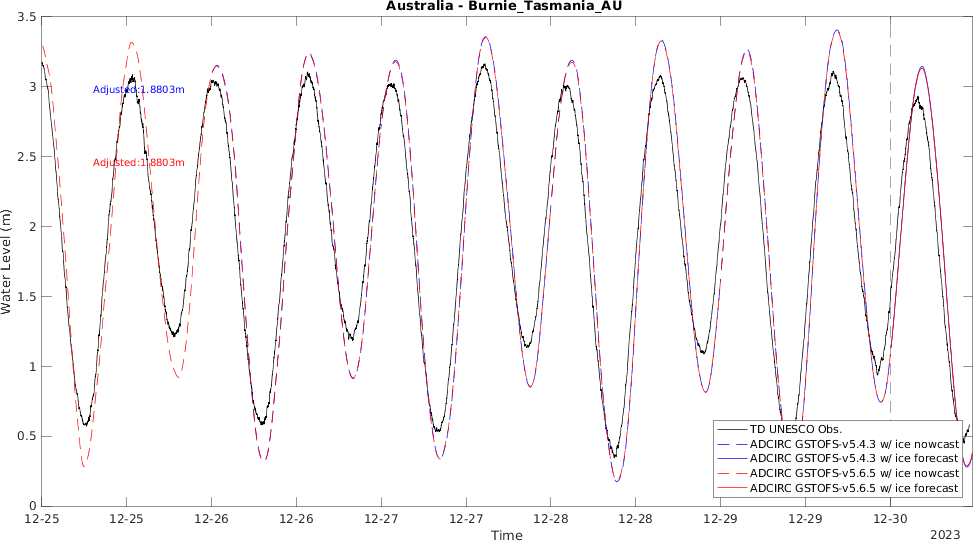 Australia - Burnie_Tasmania_AU
3.5
3
2.5
2
1.5
1
0.5
0
Water Level (m)
Adjusted:1.8803m
Adjusted:1.8803m
TD UNESCO Obs.
ADCIRC GSTOFS-v5.4.3 w/ ice nowcast
ADCIRC GSTOFS-v5.4.3 w/ ice forecast
ADCIRC GSTOFS-v5.6.5 w/ ice nowcast
ADCIRC GSTOFS-v5.6.5 w/ ice forecast
12-25 12-25 12-26 12-26 12-27 12-27 12-28 12-28 12-29 12-29 12-30
Time
2023